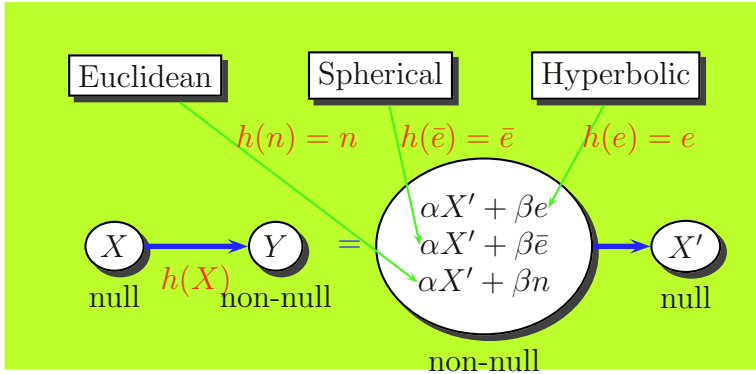 Euclidean Spherical Hyperbolic
h(n) = n h(ē) = ē h(e) = e
αX′ + βe
X Y = αX′ + βē X′
αX′ + βn
h(X)
null non-null null
non-null